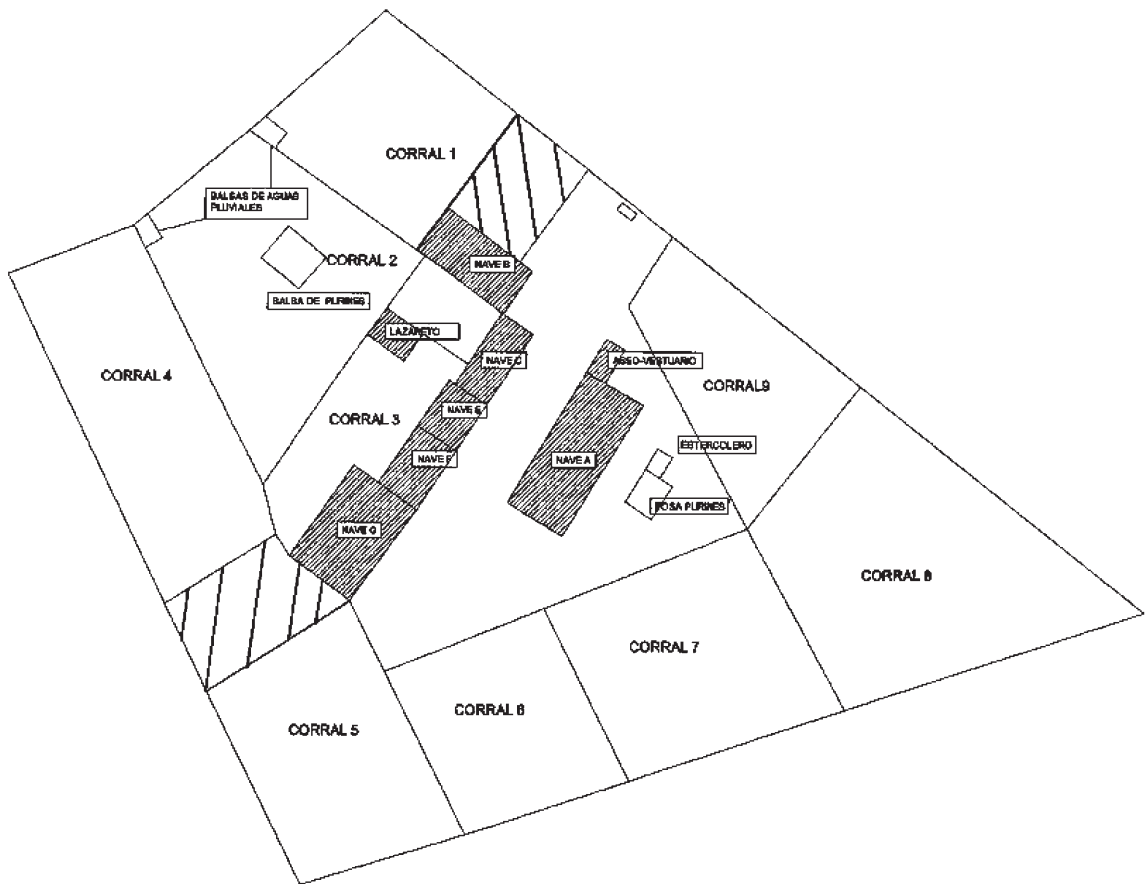 CORRAL 1
BALSAS DE AGUAS
PLUVIALES
CORRAL 2
NAVE B
BALSA DE PURINES
LAZARETO
NAVE C
ASEO-VESTUARIO
CORRAL 4
CORRAL9
CORRAL 3
NAVE E
ESTERCOLERO
NAVE F
NAVE A
FOSA PURINES
NAVE G
CORRAL 8
CORRAL 7
CORRAL 6
CORRAL 5